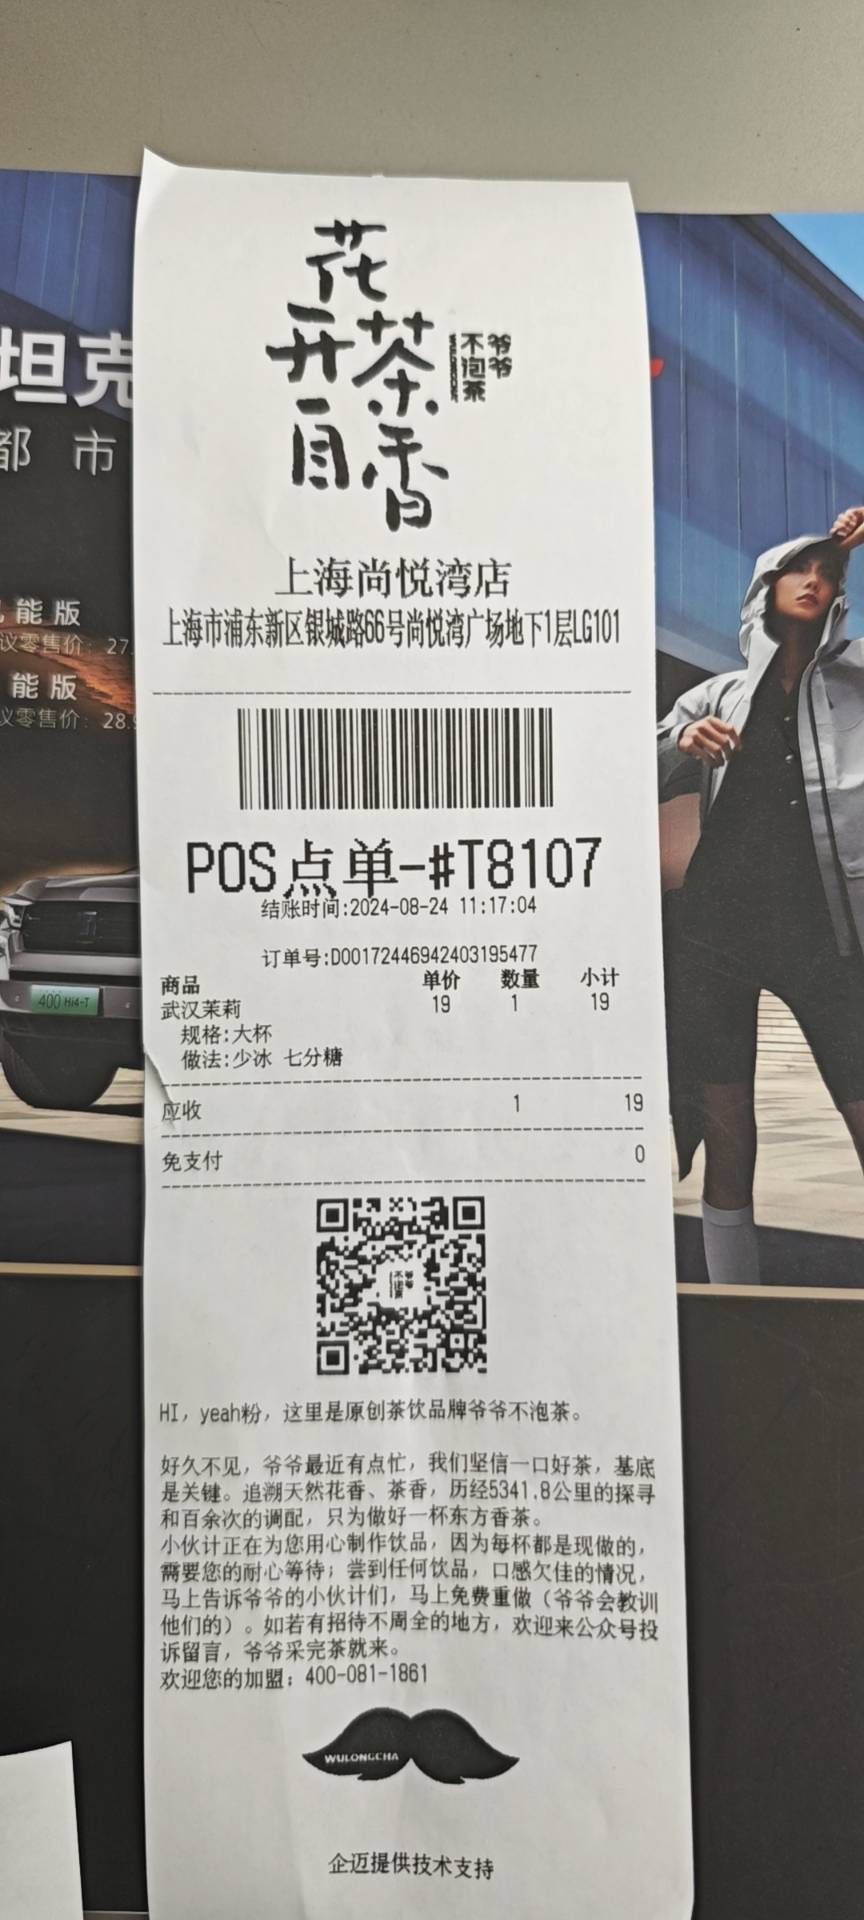 花
开茶
自香
爷爷
不泡茶
上海尚悦湾店
上海市浦东新区银城路66号尚悦湾广场地下1层LG101
POS点单-#T8107
结账时间:2024-08-24 11:17:04
订单号:D00172446942403195477
商品 单价 数量 小计
武汉茉莉 19 1 19
规格:大杯
做法:少冰 七分糖
应收 1 19
免支付 0
HI，yeah粉，这里是原创茶饮品牌爷爷不泡茶。
好久不见，爷爷最近有点忙，我们坚信一口好茶，基底
是关键。追溯天然花香、茶香，历经5341.8公里的探寻
和百余次的调配，只为做好一杯东方香茶。
小伙计正在为您用心制作饮品，因为每杯都是现做的，
需要您的耐心等待；尝到任何饮品，口感欠佳的情况，
马上告诉爷爷的小伙计们，马上免费重做（爷爷会教训
他们的）。如若有招待不周全的地方，欢迎来公众号投
诉留言，爷爷采完茶就来。
欢迎您的加盟：400-081-1861
WULONGCHA
企迈提供技术支持
坦克
都市
能版
议零售价：27.
能版
议零售价：28.9
400 Hi4-T